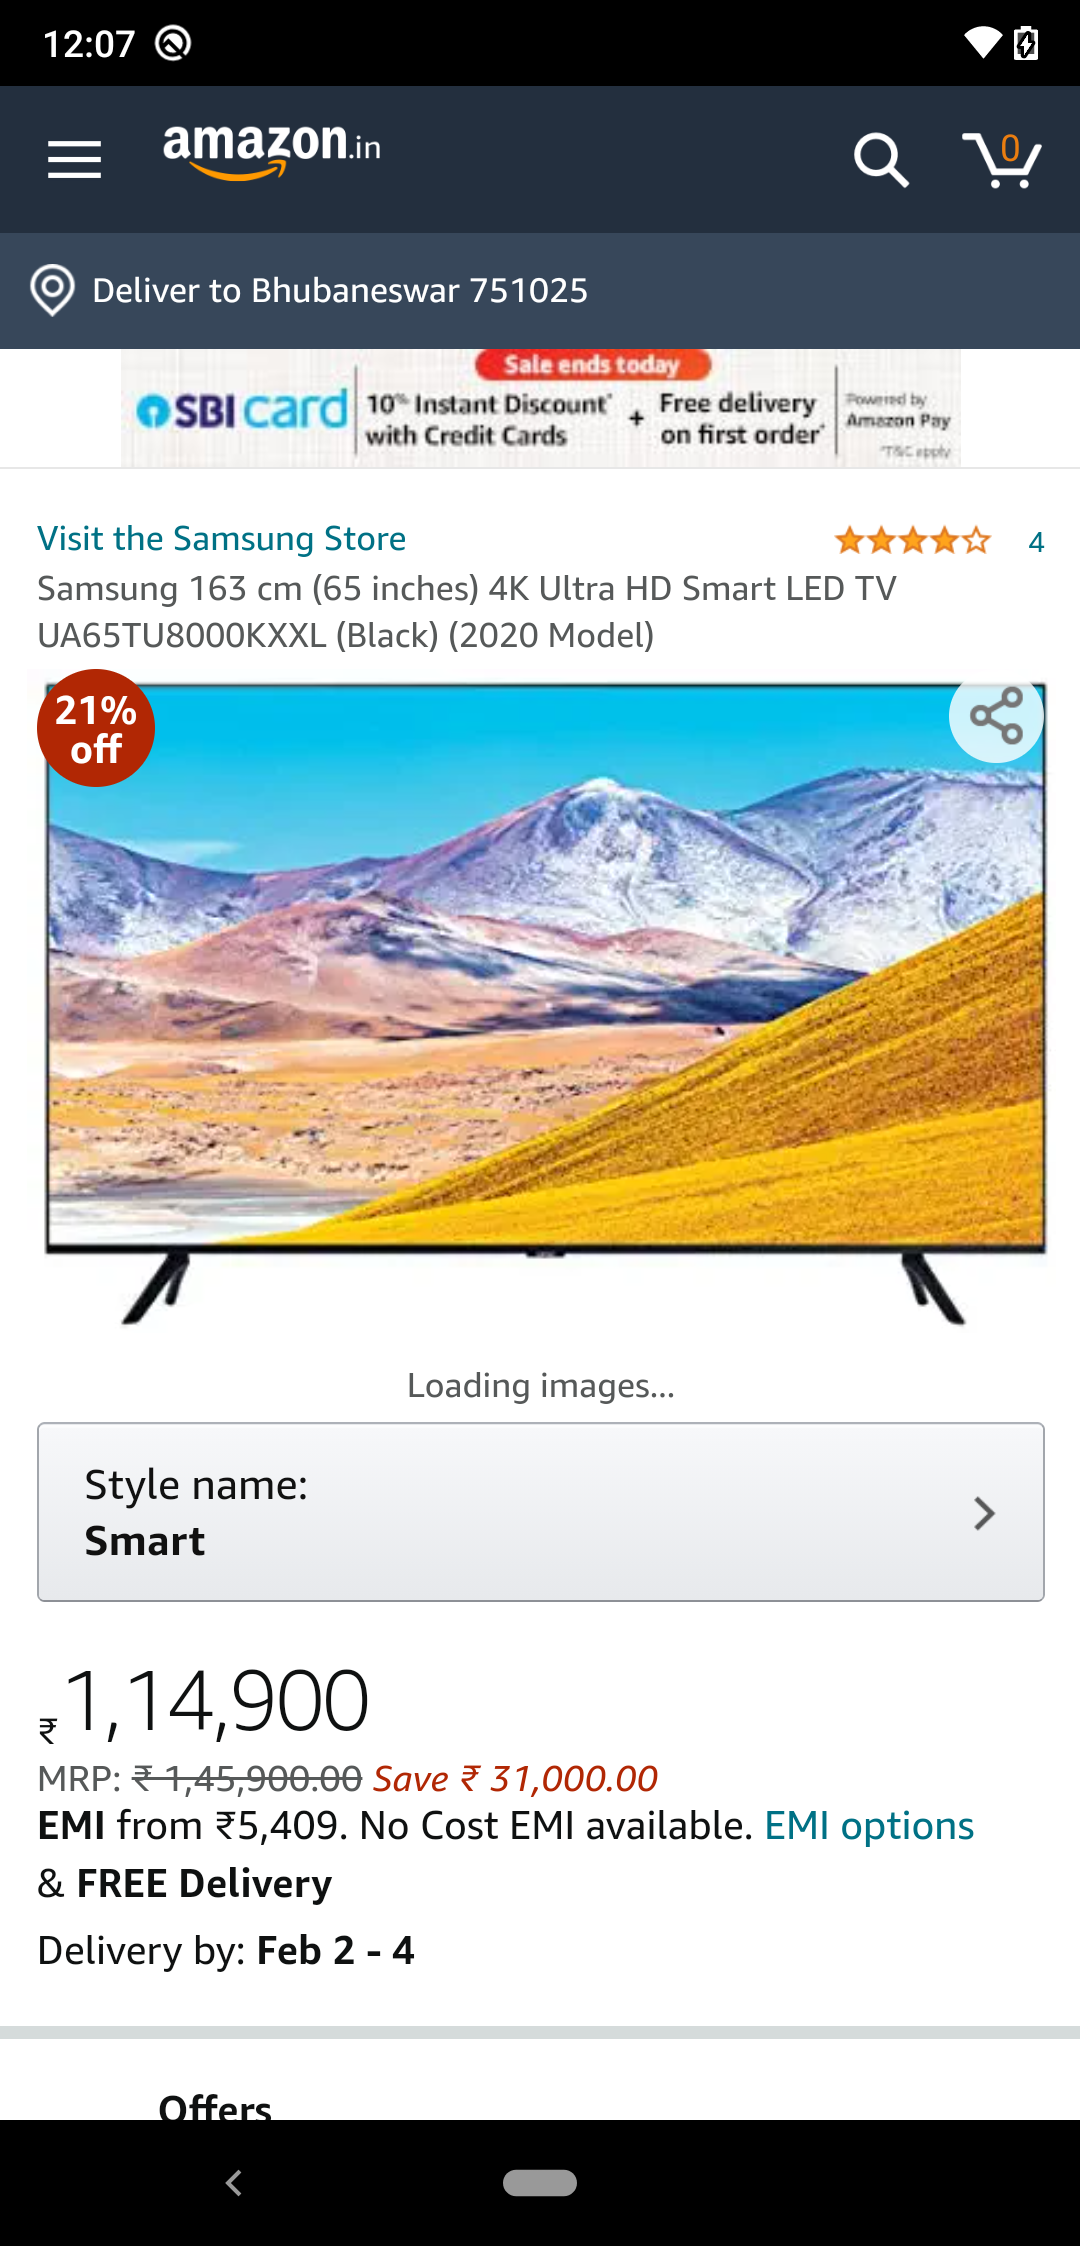 12:07
amazon.in
0
Deliver to Bhubaneswar 751025
Sale ends today
SBI card
10% Instant Discount*
with Credit Cards
+
Free delivery
on first order*
Powered by
Amazon Pay
*T&C apply
Visit the Samsung Store
4
Samsung 163 cm (65 inches) 4K Ultra HD Smart LED TV
UA65TU8000KXXL (Black) (2020 Model)
21%
off
Loading images...
Style name:
Smart
₹ 1,14,900
MRP: ₹ 1,45,900.00 Save ₹ 31,000.00
EMI from ₹5,409. No Cost EMI available. EMI options
& FREE Delivery
Delivery by: Feb 2 - 4
Offers